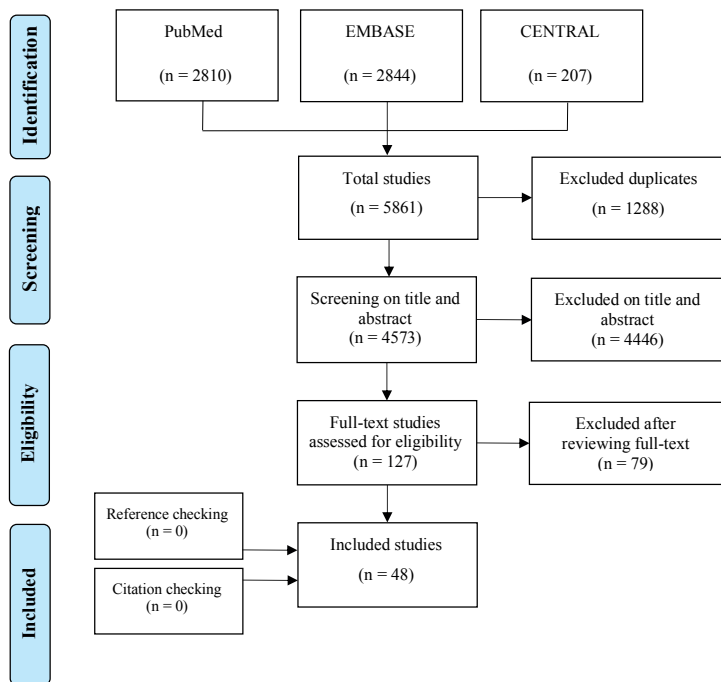 Identification
PubMed
(n = 2810)
EMBASE
(n = 2844)
CENTRAL
(n = 207)
Screening
Total studies
(n = 5861)
Excluded duplicates
(n = 1288)
Screening on title and
abstract
(n = 4573)
Excluded on title and
abstract
(n = 4446)
Eligibility
Full-text studies
assessed for eligibility
(n = 127)
Excluded after
reviewing full-text
(n = 79)
Included
Reference checking
(n = 0)
Citation checking
(n = 0)
Included studies
(n = 48)